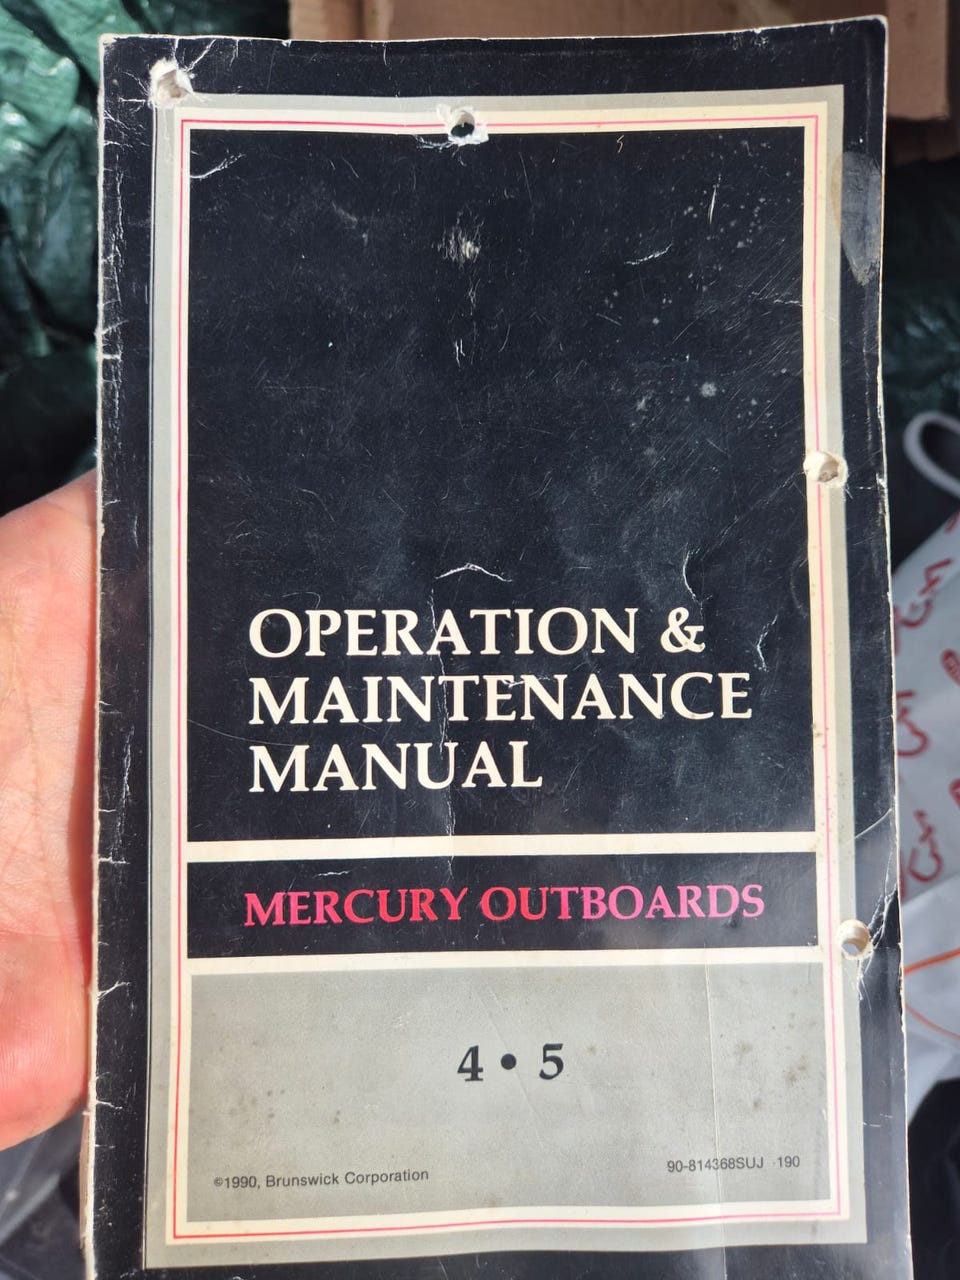 OPERATION &
MAINTENANCE
MANUAL
MERCURY OUTBOARDS
4 • 5
©1990, Brunswick Corporation
90-814368SUJ 190